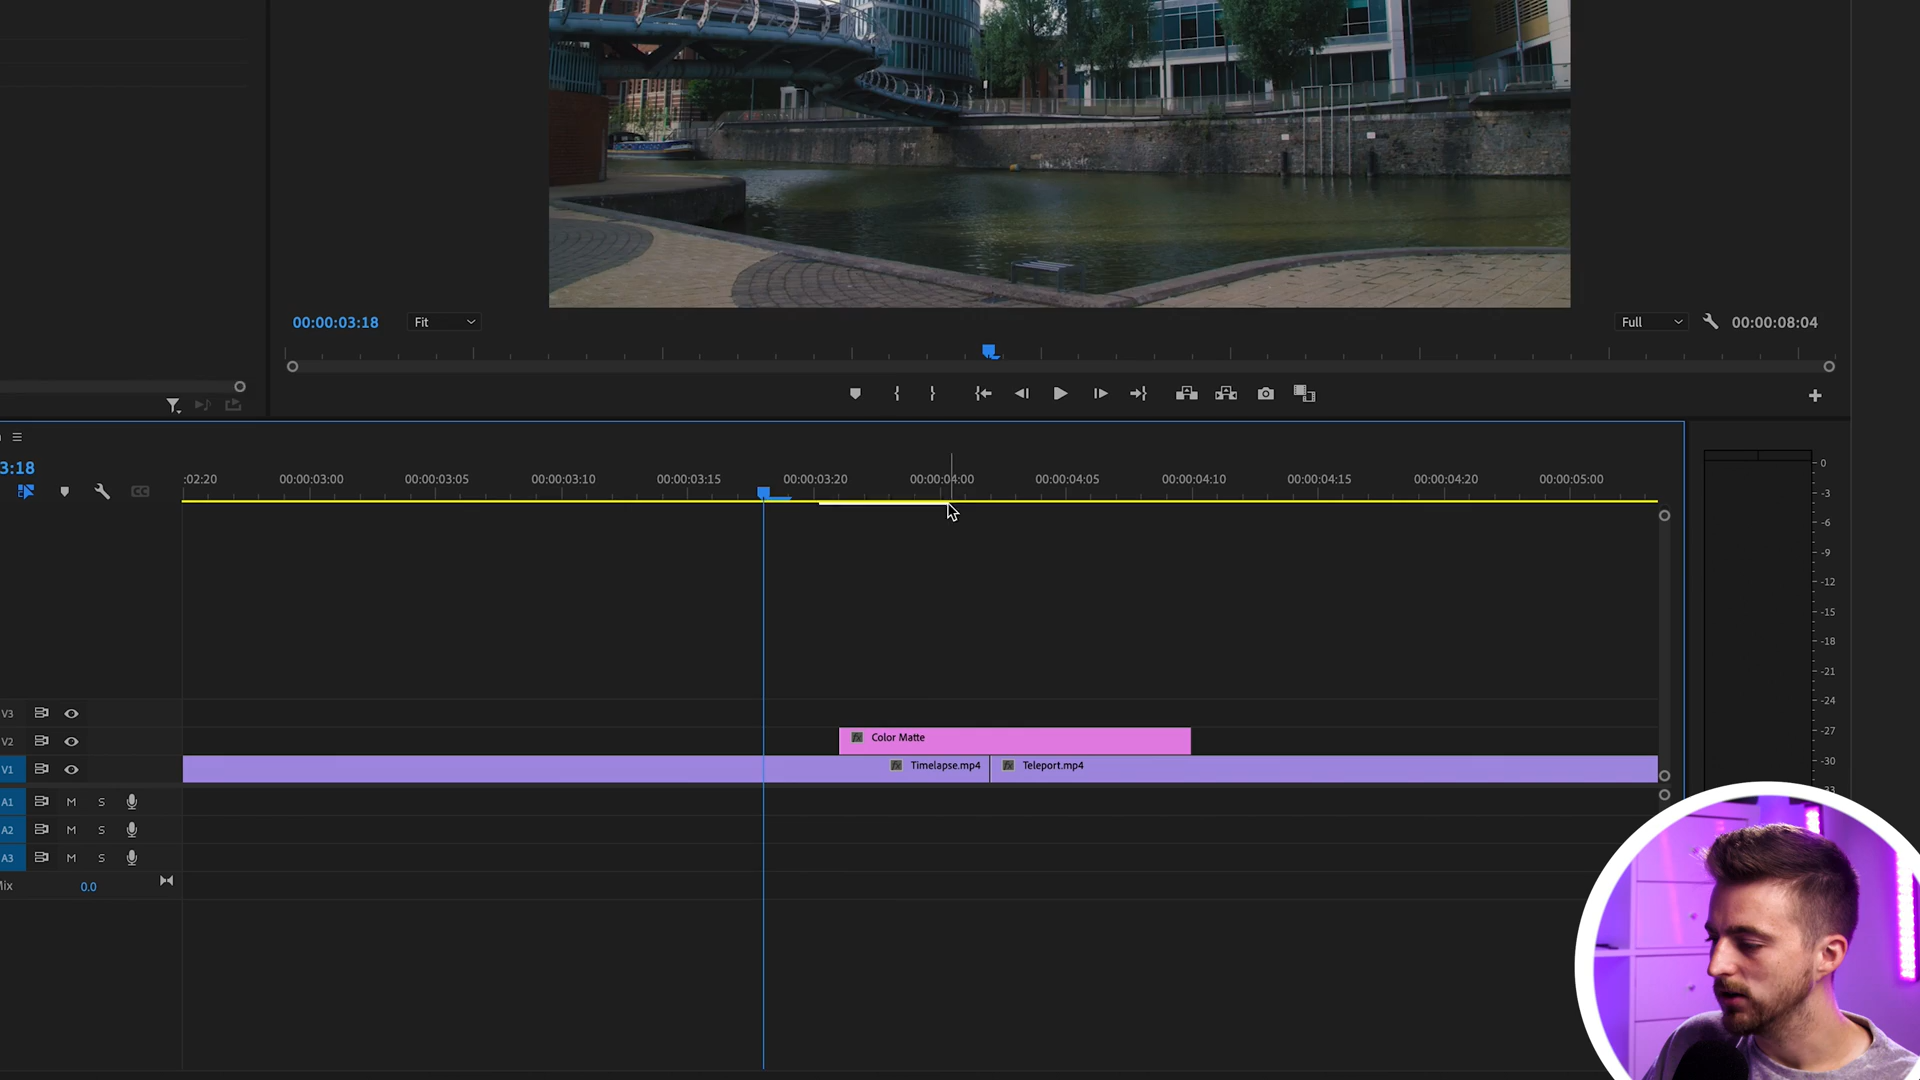 00:00:03:18
Fit
Full
00:00:08:04
3:18
:02:20
00:00:03:00
00:00:03:05
00:00:03:10
00:00:03:15
00:00:03:20
00:00:04:00
00:00:04:05
00:00:04:10
00:00:04:15
00:00:04:20
00:00:05:00
0
-3
-6
-9
-12
-15
-18
-21
-24
-27
-30
V3
V2
fx Color Matte
V1
fx Timelapse.mp4
fx Teleport.mp4
A1
M S
A2
M S
A3
M S
Mix
0.0